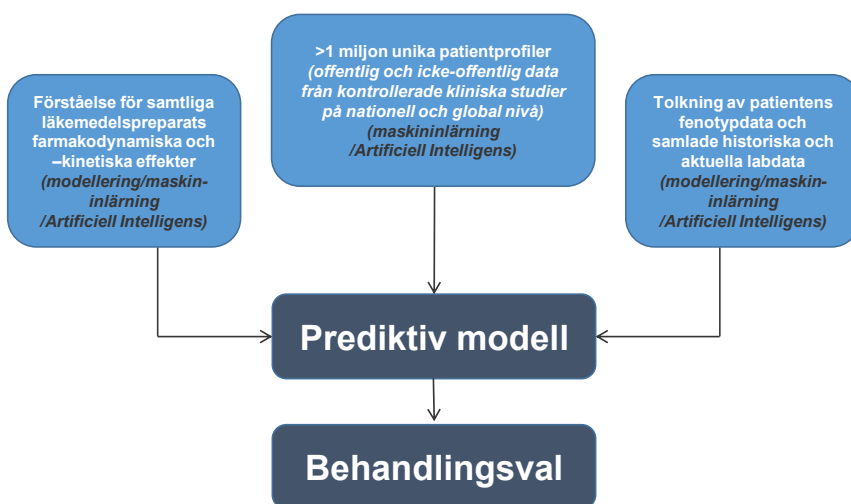 Förståelse för samtliga
läkemedelspreparats
farmakodynamiska och
–kinetiska effekter
(modellering/maskin-
inlärning
/Artificiell Intelligens)
>1 miljon unika patientprofiler
(offentlig och icke-offentlig data
från kontrollerade kliniska studier
på nationell och global nivå)
(maskininlärning
/Artificiell Intelligens)
Tolkning av patientens
fenotypdata och
samlade historiska och
aktuella labdata
(modellering/maskin-
inlärning
/Artificiell Intelligens)
Prediktiv modell
Behandlingsval